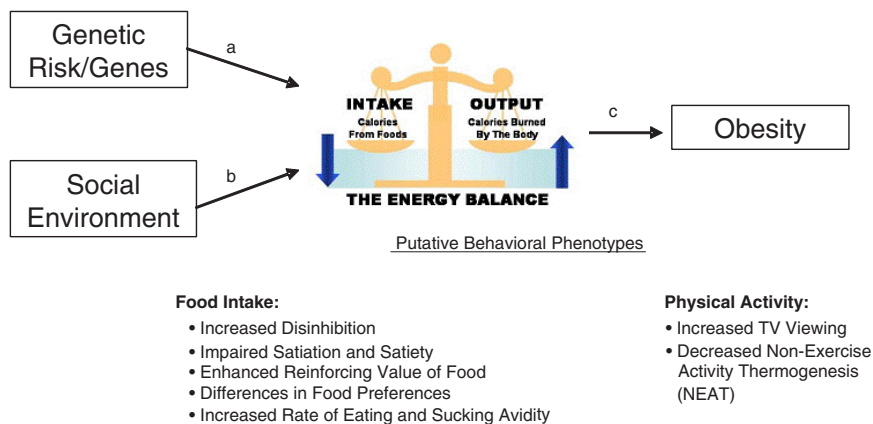 Genetic
Risk/Genes
a
Social
Environment
b
INTAKE
Calories
From Foods
OUTPUT
Calories Burned
By The Body
THE ENERGY BALANCE
c
Obesity
Putative Behavioral Phenotypes
Food Intake:
• Increased Disinhibition
• Impaired Satiation and Satiety
• Enhanced Reinforcing Value of Food
• Differences in Food Preferences
• Increased Rate of Eating and Sucking Avidity
Physical Activity:
• Increased TV Viewing
• Decreased Non-Exercise
Activity Thermogenesis
(NEAT)